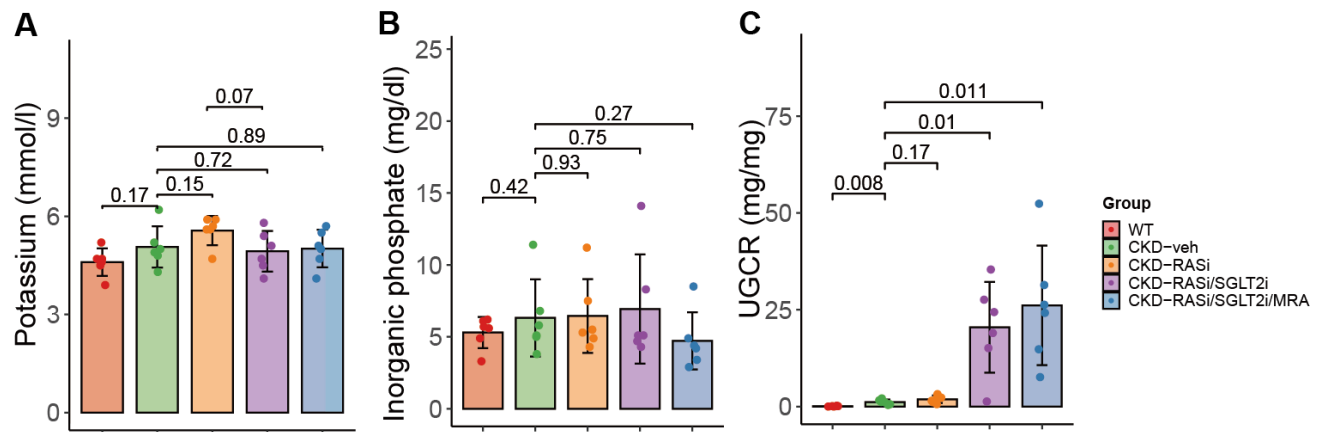 A
Potassium (mmol/l)
9
6
3
0
0.07
0.89
0.72
0.17
0.15
B
Inorganic phosphate (mg/dl)
25
20
15
10
5
0
0.27
0.75
0.93
0.42
C
UGCR (mg/mg)
75
50
25
0
0.011
0.01
0.17
0.008
Group
WT
CKD−veh
CKD−RASi
CKD−RASi/SGLT2i
CKD−RASi/SGLT2i/MRA